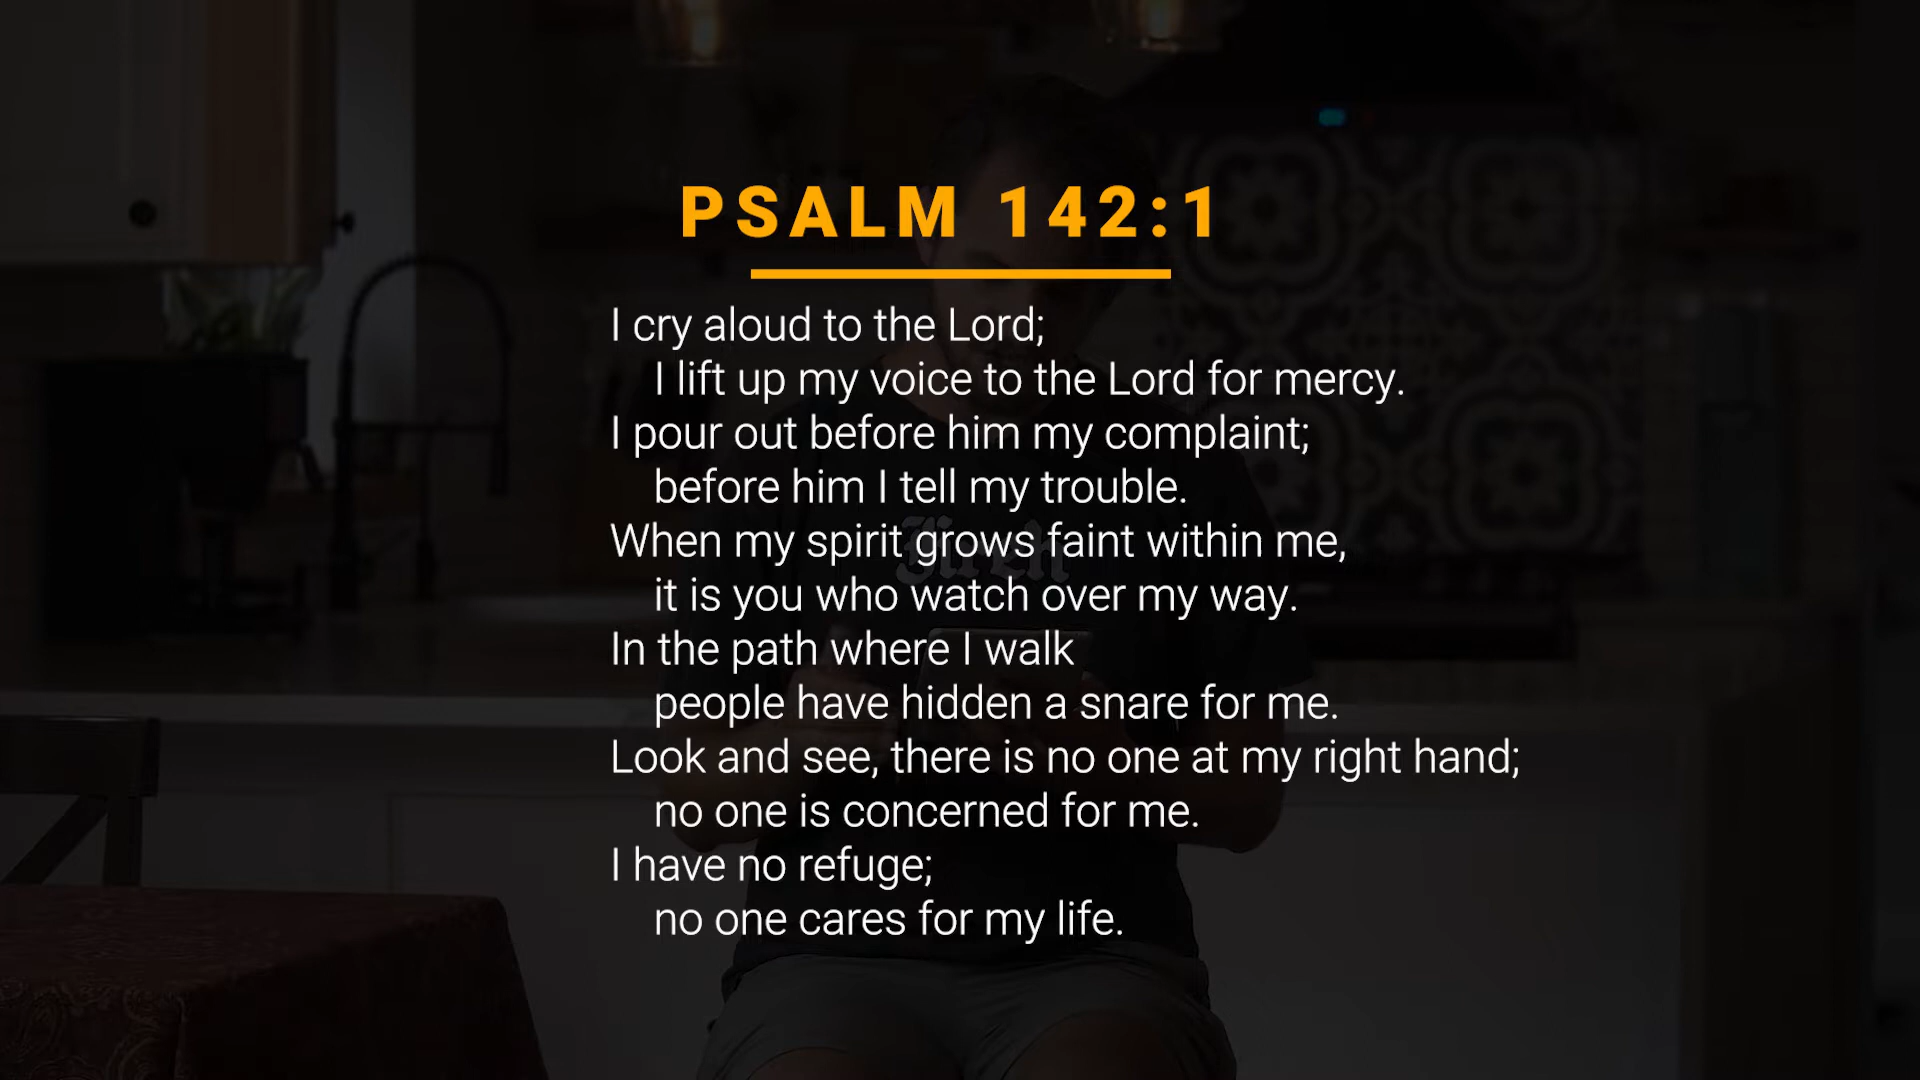 PSALM 142:1
I cry aloud to the Lord;
I lift up my voice to the Lord for mercy.
I pour out before him my complaint;
before him I tell my trouble.
When my spirit grows faint within me,
it is you who watch over my way.
In the path where I walk
people have hidden a snare for me.
Look and see, there is no one at my right hand;
no one is concerned for me.
I have no refuge;
no one cares for my life.